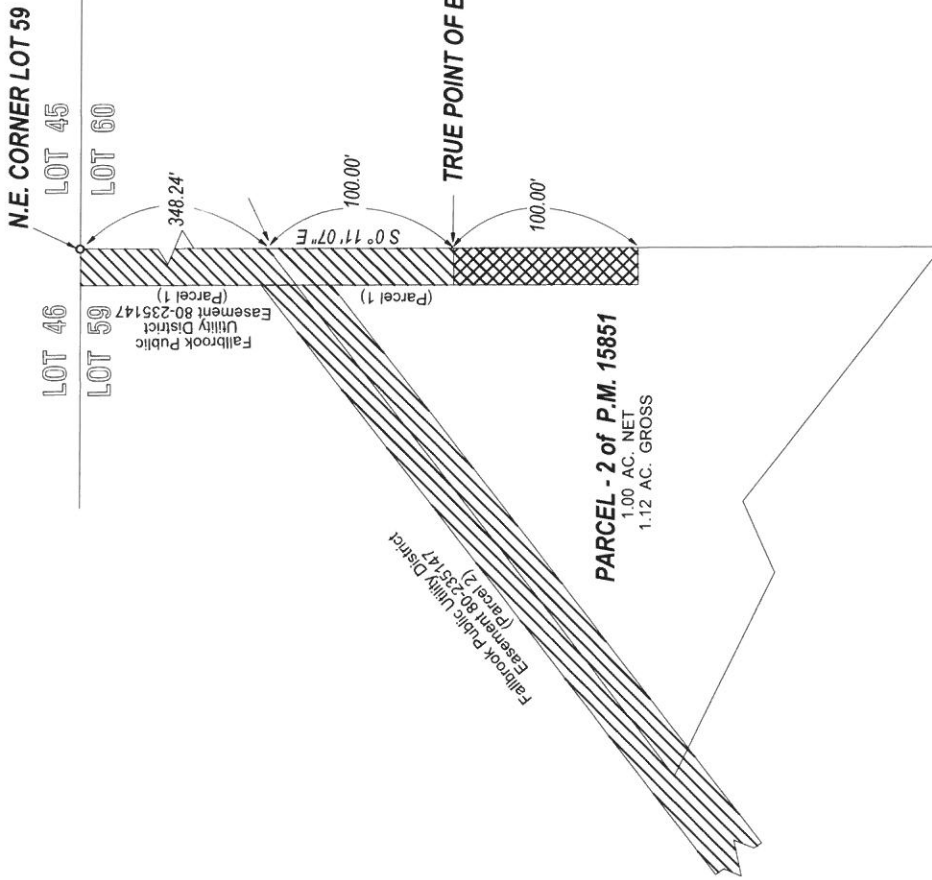 N.E. CORNER LOT 59
LOT 46
LOT 45
LOT 59
LOT 60
348.24'
Fallbrook Public
Utility District
Easement 80-235147
(Parcel 1)
S 0° 11' 07" E
100.00'
(Parcel 1)
TRUE POINT OF B
100.00'
Fallbrook Public Utility District
Easement 80-235147
(Parcel 2)
PARCEL - 2 of P.M. 15851
1.00 AC. NET
1.12 AC. GROSS